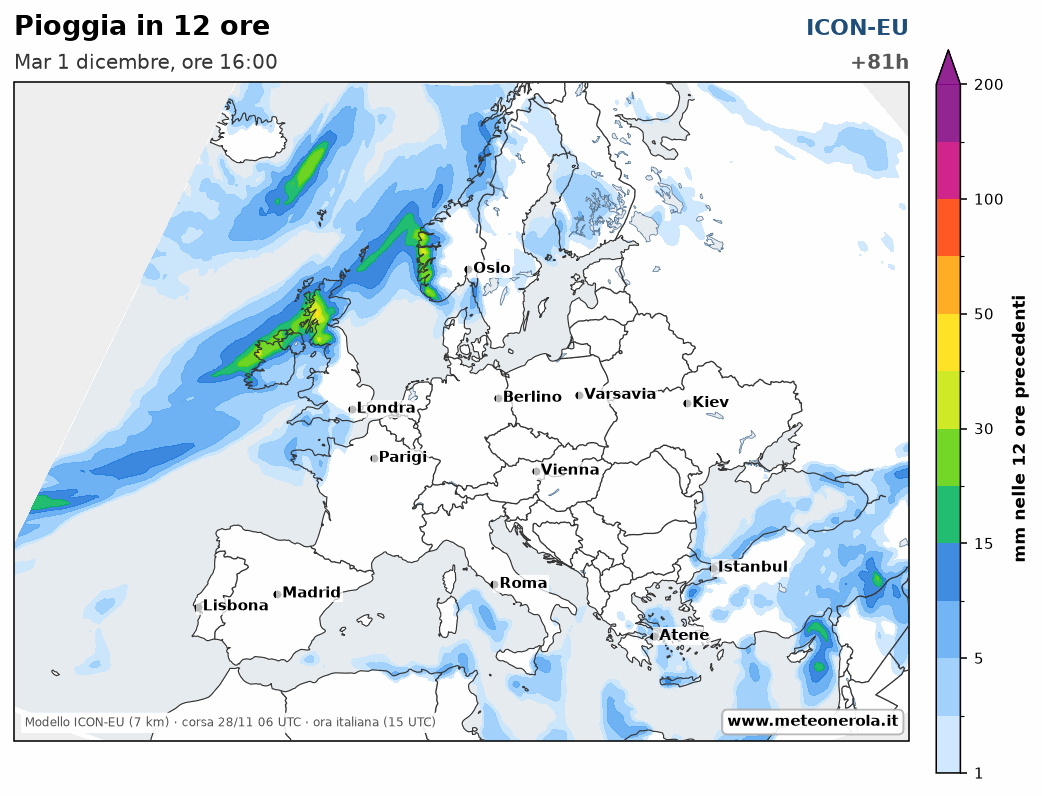 Pioggia in 12 ore
ICON-EU
Mar 1 dicembre, ore 16:00
+81h
200
100
50
30
15
5
1
mm nelle 12 ore precedenti
Oslo
Berlino
Varsavia
Kiev
Londra
Parigi
Vienna
Istanbul
Roma
Madrid
Lisbona
Atene
Modello ICON-EU (7 km) · corsa 28/11 06 UTC · ora italiana (15 UTC)
www.meteonerola.it